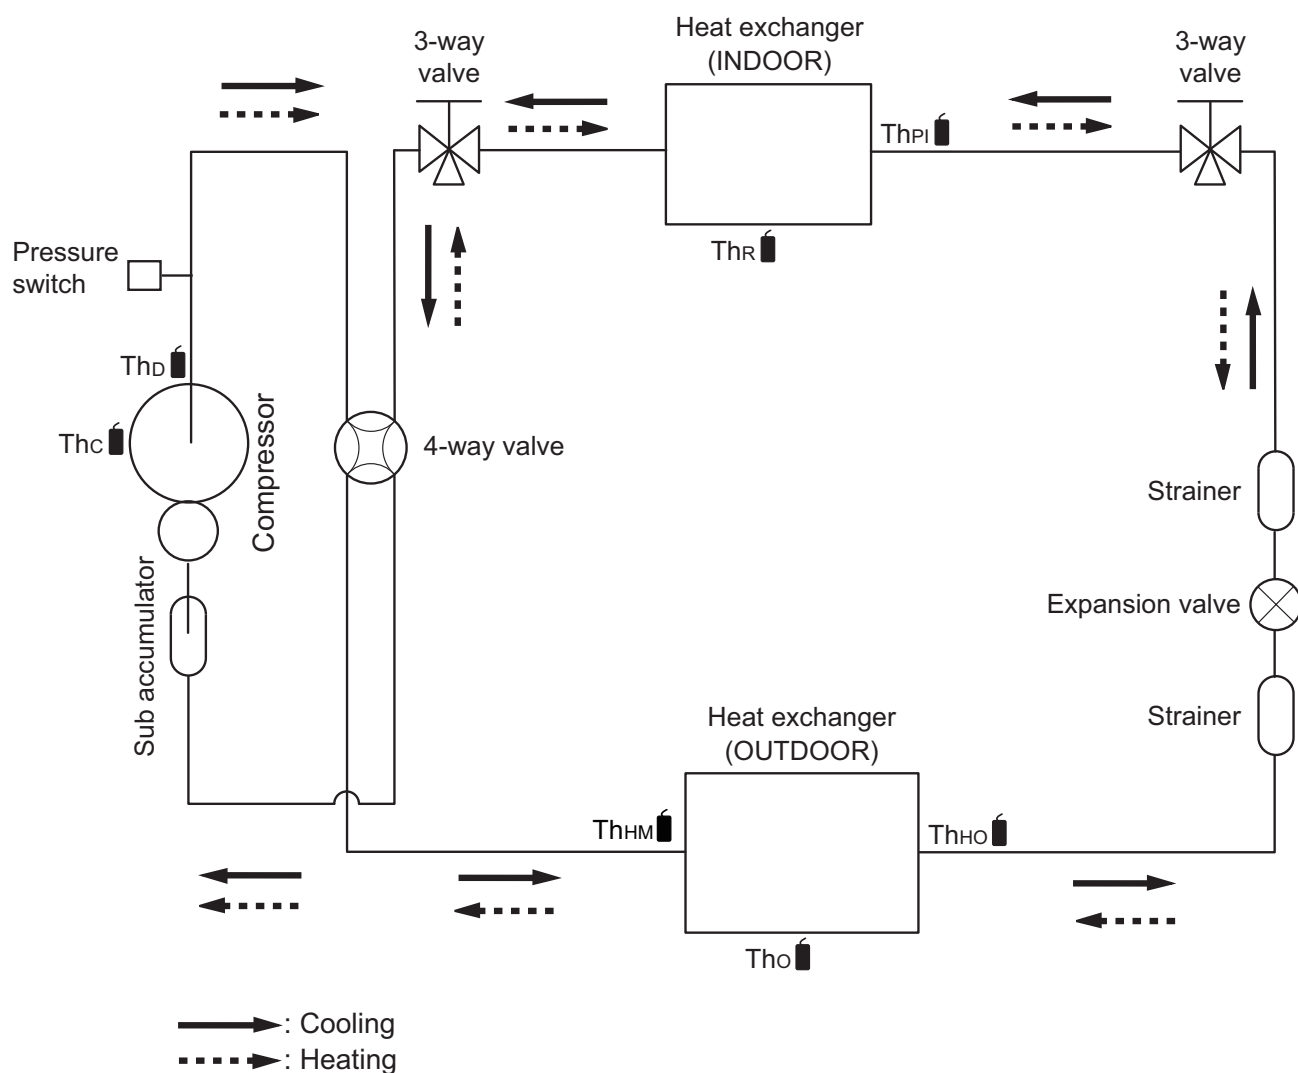 3-way
valve
Heat exchanger
(INDOOR)
3-way
valve
ThPI
ThR
Pressure
switch
ThD
ThC
Compressor
4-way valve
Strainer
Expansion valve
Sub accumulator
Strainer
Heat exchanger
(OUTDOOR)
ThHM
ThHO
ThO
: Cooling
: Heating